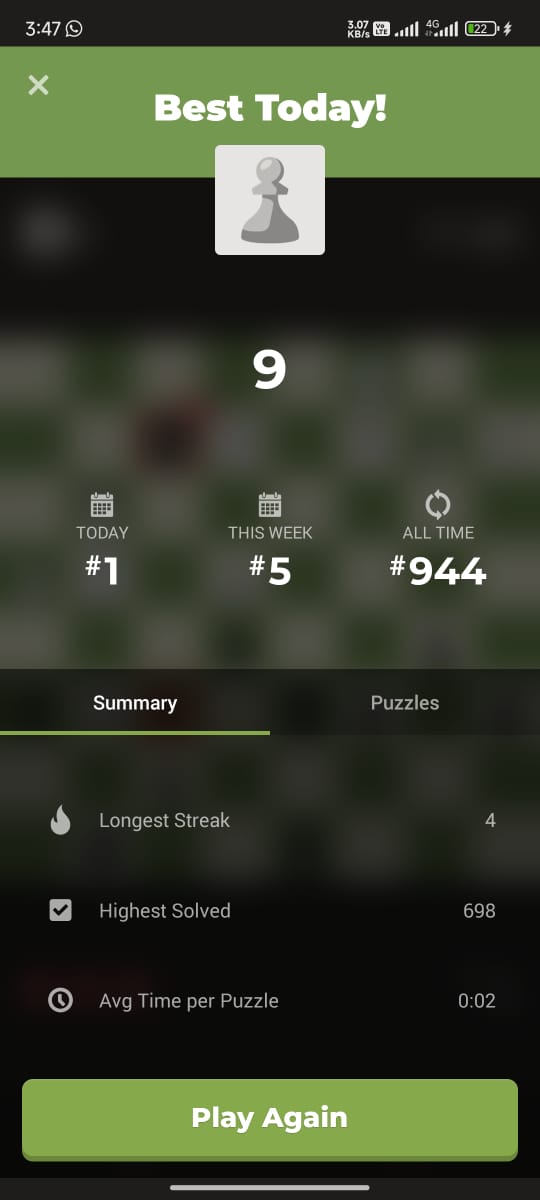 3:47
3.07
KB/s
Vo
LTE
4G
22
Best Today!
9
TODAY
THIS WEEK
ALL TIME
#1
#5
#944
Summary
Puzzles
Longest Streak
4
Highest Solved
698
Avg Time per Puzzle
0:02
Play Again